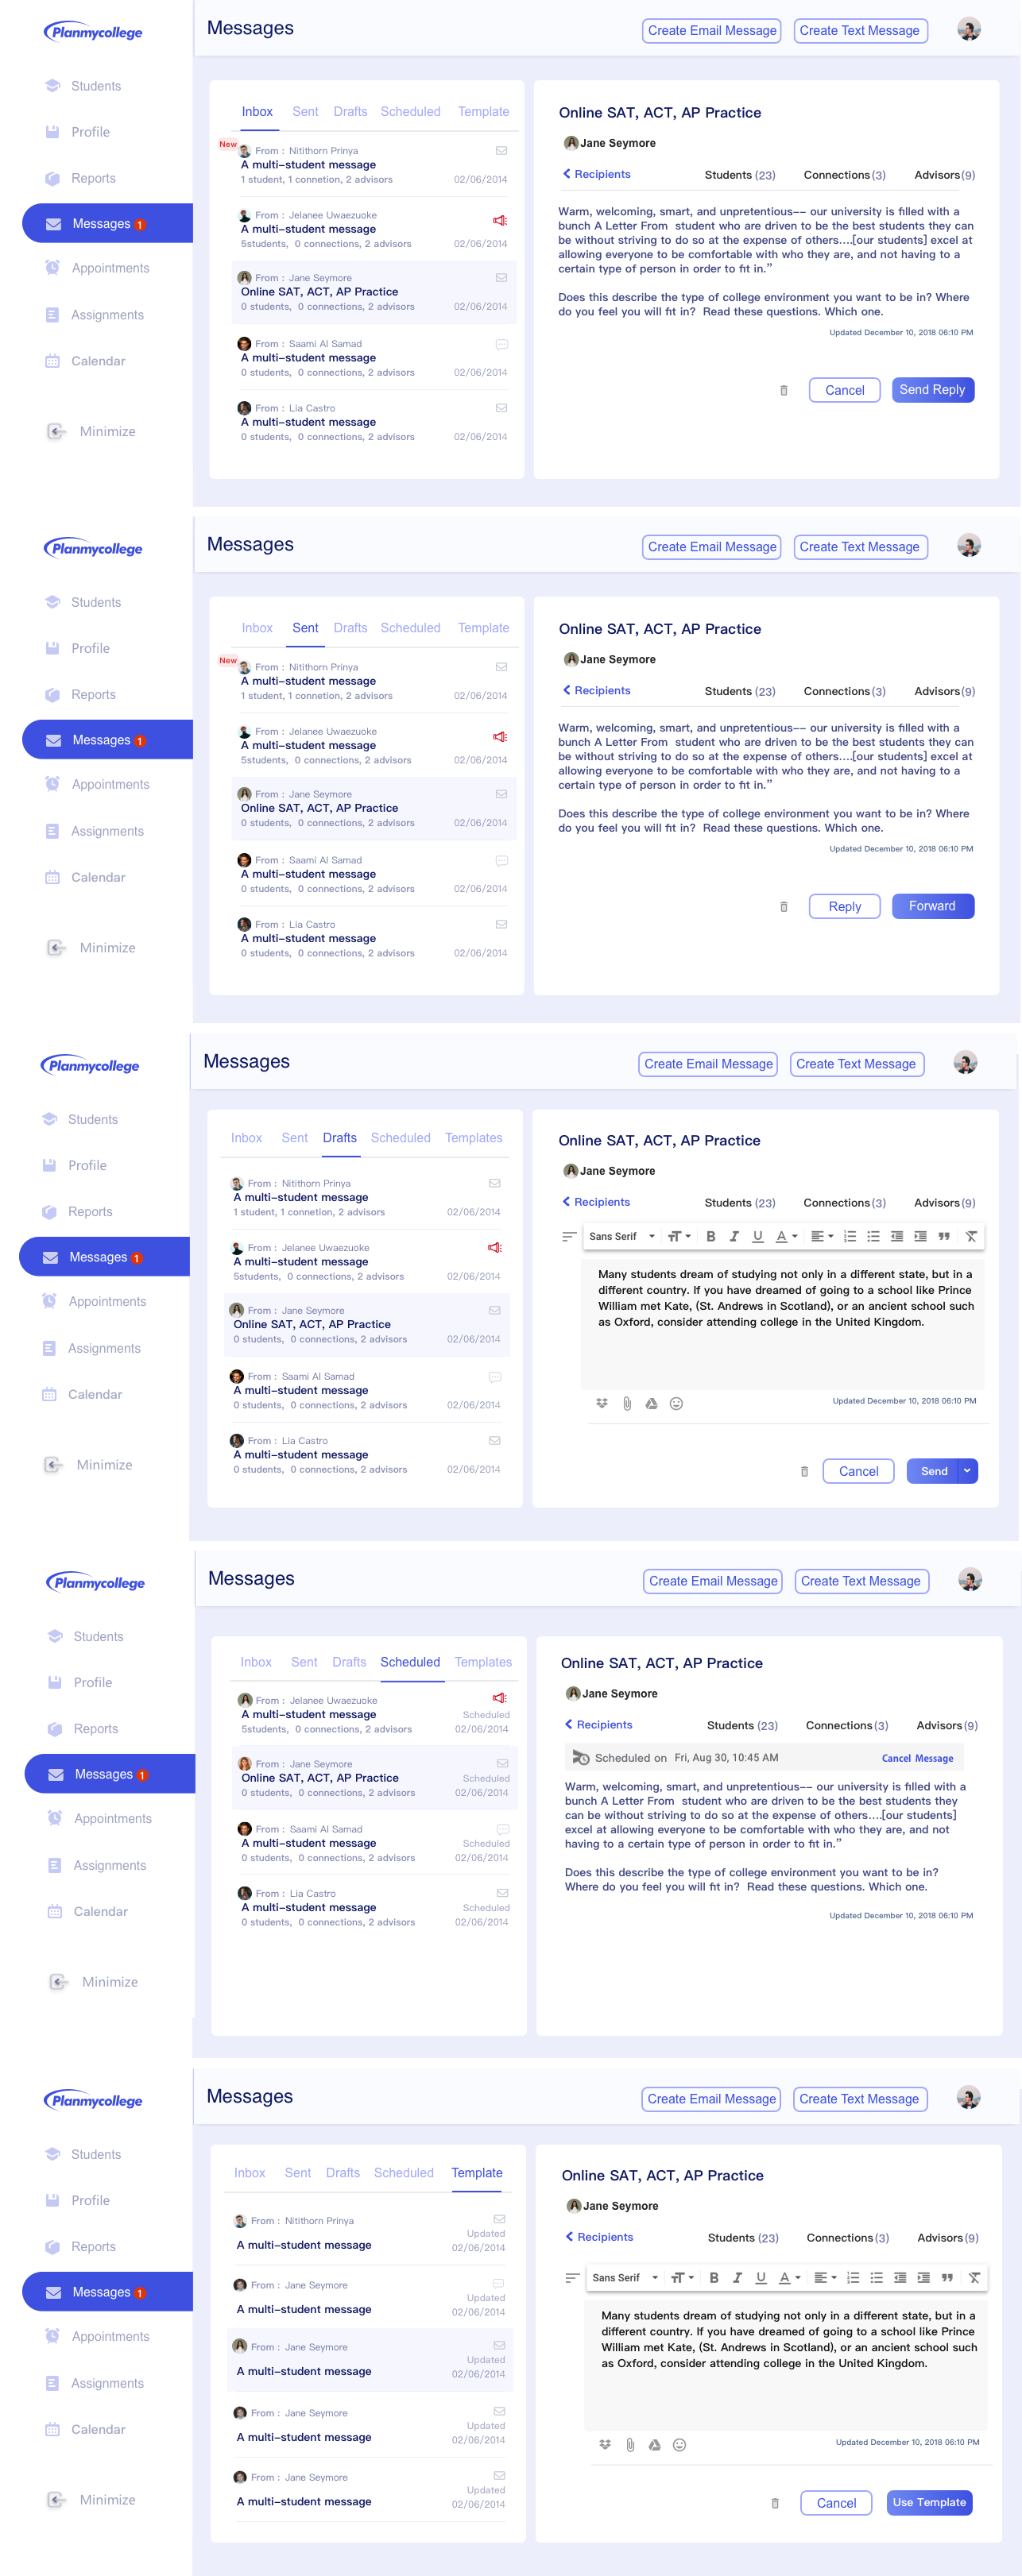 Planmycollege
Students
Profile
Reports
Messages 1
Appointments
Assignments
Calendar
Minimize
Messages
Create Email Message
Create Text Message
Inbox Sent Drafts Scheduled Template
New
From : Nitithorn Prinya
A multi-student message
1 student, 1 connetion, 2 advisors 02/06/2014
From : Jelanee Uwaezuoke
A multi-student message
5students, 0 connections, 2 advisors 02/06/2014
From : Jane Seymore
Online SAT, ACT, AP Practice
0 students, 0 connections, 2 advisors 02/06/2014
From : Saami Al Samad
A multi-student message
0 students, 0 connections, 2 advisors 02/06/2014
From : Lia Castro
A multi-student message
0 students, 0 connections, 2 advisors 02/06/2014
Online SAT, ACT, AP Practice
Jane Seymore
Recipients Students (23) Connections (3) Advisors(9)
Warm, welcoming, smart, and unpretentious-- our university is filled with a
bunch A Letter From student who are driven to be the best students they can
be without striving to do so at the expense of others....[our students] excel at
allowing everyone to be comfortable with who they are, and not having to a
certain type of person in order to fit in.”
Does this describe the type of college environment you want to be in? Where
do you feel you will fit in? Read these questions. Which one.
Updated December 10, 2018 06:10 PM
Cancel Send Reply
Planmycollege
Students
Profile
Reports
Messages 1
Appointments
Assignments
Calendar
Minimize
Messages
Create Email Message
Create Text Message
Inbox Sent Drafts Scheduled Template
New
From : Nitithorn Prinya
A multi-student message
1 student, 1 connetion, 2 advisors 02/06/2014
From : Jelanee Uwaezuoke
A multi-student message
5students, 0 connections, 2 advisors 02/06/2014
From : Jane Seymore
Online SAT, ACT, AP Practice
0 students, 0 connections, 2 advisors 02/06/2014
From : Saami Al Samad
A multi-student message
0 students, 0 connections, 2 advisors 02/06/2014
From : Lia Castro
A multi-student message
0 students, 0 connections, 2 advisors 02/06/2014
Online SAT, ACT, AP Practice
Jane Seymore
Recipients Students (23) Connections (3) Advisors(9)
Warm, welcoming, smart, and unpretentious-- our university is filled with a
bunch A Letter From student who are driven to be the best students they can
be without striving to do so at the expense of others....[our students] excel at
allowing everyone to be comfortable with who they are, and not having to a
certain type of person in order to fit in.”
Does this describe the type of college environment you want to be in? Where
do you feel you will fit in? Read these questions. Which one.
Updated December 10, 2018 06:10 PM
Reply Forward
Planmycollege
Students
Profile
Reports
Messages 1
Appointments
Assignments
Calendar
Minimize
Messages
Create Email Message
Create Text Message
Inbox Sent Drafts Scheduled Templates
From : Nitithorn Prinya
A multi-student message
1 student, 1 connetion, 2 advisors 02/06/2014
From : Jelanee Uwaezuoke
A multi-student message
5students, 0 connections, 2 advisors 02/06/2014
From : Jane Seymore
Online SAT, ACT, AP Practice
0 students, 0 connections, 2 advisors 02/06/2014
From : Saami Al Samad
A multi-student message
0 students, 0 connections, 2 advisors 02/06/2014
From : Lia Castro
A multi-student message
0 students, 0 connections, 2 advisors 02/06/2014
Online SAT, ACT, AP Practice
Jane Seymore
Recipients Students (23) Connections (3) Advisors(9)
Sans Serif B I U A
Many students dream of studying not only in a different state, but in a
different country. If you have dreamed of going to a school like Prince
William met Kate, (St. Andrews in Scotland), or an ancient school such
as Oxford, consider attending college in the United Kingdom.
Updated December 10, 2018 06:10 PM
Cancel Send
Planmycollege
Students
Profile
Reports
Messages 1
Appointments
Assignments
Calendar
Minimize
Messages
Create Email Message
Create Text Message
Inbox Sent Drafts Scheduled Templates
From : Jelanee Uwaezuoke
A multi-student message Scheduled
5students, 0 connections, 2 advisors 02/06/2014
From : Jane Seymore
Online SAT, ACT, AP Practice Scheduled
0 students, 0 connections, 2 advisors 02/06/2014
From : Saami Al Samad
A multi-student message Scheduled
0 students, 0 connections, 2 advisors 02/06/2014
From : Lia Castro
A multi-student message Scheduled
0 students, 0 connections, 2 advisors 02/06/2014
Online SAT, ACT, AP Practice
Jane Seymore
Recipients Students (23) Connections (3) Advisors(9)
Scheduled on Fri, Aug 30, 10:45 AM Cancel Message
Warm, welcoming, smart, and unpretentious-- our university is filled with a
bunch A Letter From student who are driven to be the best students they
can be without striving to do so at the expense of others....[our students]
excel at allowing everyone to be comfortable with who they are, and not
having to a certain type of person in order to fit in.”
Does this describe the type of college environment you want to be in?
Where do you feel you will fit in? Read these questions. Which one.
Updated December 10, 2018 06:10 PM
Planmycollege
Students
Profile
Reports
Messages 1
Appointments
Assignments
Calendar
Minimize
Messages
Create Email Message
Create Text Message
Inbox Sent Drafts Scheduled Template
From : Nitithorn Prinya
Updated
A multi-student message 02/06/2014
From : Jane Seymore
Updated
A multi-student message 02/06/2014
From : Jane Seymore
Updated
A multi-student message 02/06/2014
From : Jane Seymore
Updated
A multi-student message 02/06/2014
From : Jane Seymore
Updated
A multi-student message 02/06/2014
Online SAT, ACT, AP Practice
Jane Seymore
Recipients Students (23) Connections (3) Advisors(9)
Sans Serif B I U A
Many students dream of studying not only in a different state, but in a
different country. If you have dreamed of going to a school like Prince
William met Kate, (St. Andrews in Scotland), or an ancient school such
as Oxford, consider attending college in the United Kingdom.
Updated December 10, 2018 06:10 PM
Cancel Use Template